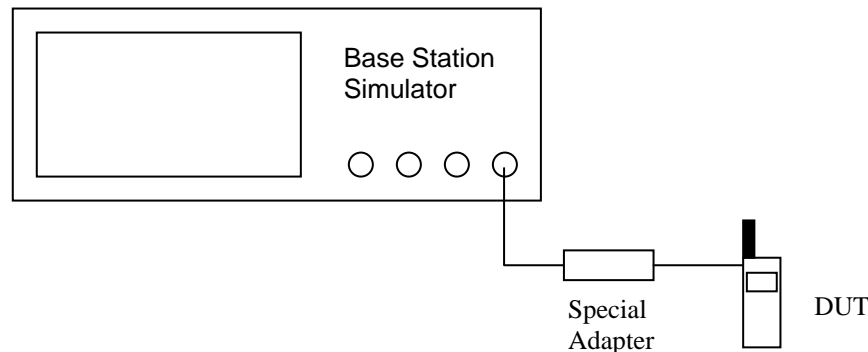 Base Station
Simulator
Special
Adapter
DUT